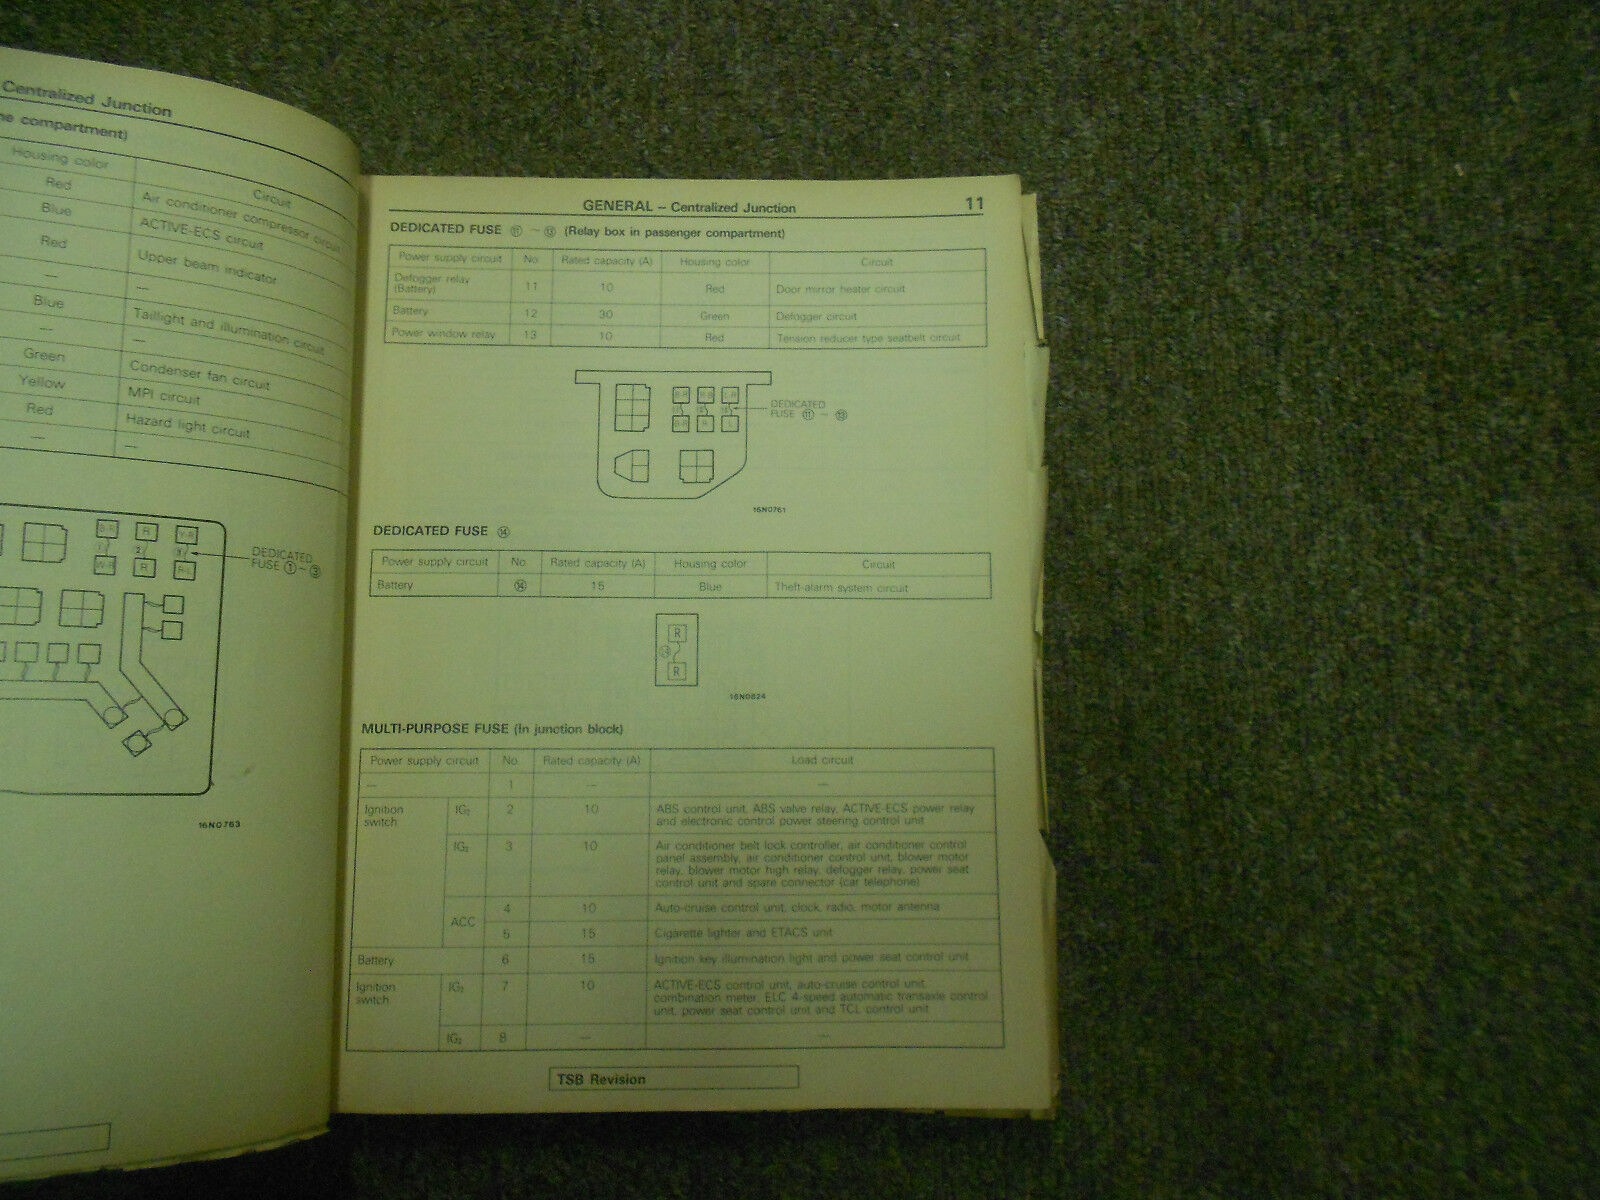 Centralized Junction
ne compartment)
Housing color Circuit
Red Air conditioner compressor circuit
Blue ACTIVE-ECS circuit
Red Upper beam indicator
— —
Blue Taillight and illumination circuit
— —
Green Condenser fan circuit
Yellow MPI circuit
Red Hazard light circuit
— —
R Y-R
1 2 3
W-R R R-L
DEDICATED
FUSE ① – ③
16N0763
GENERAL – Centralized Junction 11
DEDICATED FUSE ⑪ ~ ⑬ (Relay box in passenger compartment)
Power supply circuit No. Rated capacity (A) Housing color Circuit
Defogger relay
(Battery) 11 10 Red Door mirror heater circuit
Battery 12 30 Green Defogger circuit
Power window relay 13 10 Red Tension reducer type seatbelt circuit
DEDICATED
FUSE ⑪ – ⑬
B-R R L
16N0761
DEDICATED FUSE ⑭
Power supply circuit No. Rated capacity (A) Housing color Circuit
Battery ⑭ 15 Blue Theft-alarm system circuit
R
⑭
R
16N0824
MULTI-PURPOSE FUSE (In junction block)
Power supply circuit No. Rated capacity (A) Load circuit
— 1 — —
Ignition
switch IG₂ 2 10 ABS control unit, ABS valve relay, ACTIVE-ECS power relay
and electronic control power steering control unit
IG₂ 3 10 Air conditioner belt lock controller, air conditioner control
panel assembly, air conditioner control unit, blower motor
relay, blower motor high relay, defogger relay, power seat
control unit and spare connector (car telephone)
ACC 4 10 Auto-cruise control unit, clock, radio, motor antenna
5 15 Cigarette lighter and ETACS unit
Battery 6 15 Ignition key illumination light and power seat control unit
Ignition
switch IG₂ 7 10 ACTIVE-ECS control unit, auto-cruise control unit,
combination meter, ELC 4-speed automatic transaxle control
unit, power seat control unit and TCL control unit
IG₂ 8 — —
TSB Revision